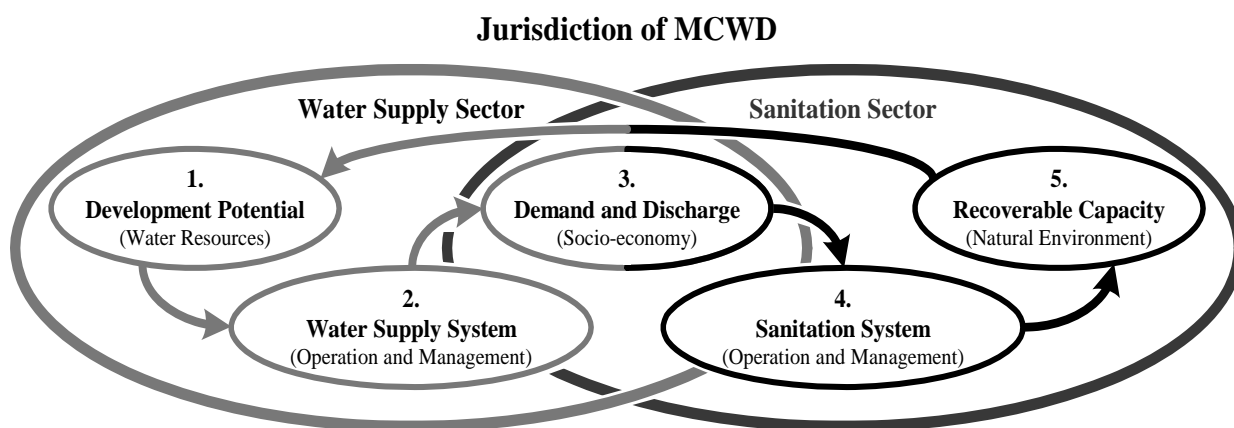 Jurisdiction of MCWD
Water Supply Sector
Sanitation Sector
1.
Development Potential
(Water Resources)
2.
Water Supply System
(Operation and Management)
3.
Demand and Discharge
(Socio-economy)
4.
Sanitation System
(Operation and Management)
5.
Recoverable Capacity
(Natural Environment)